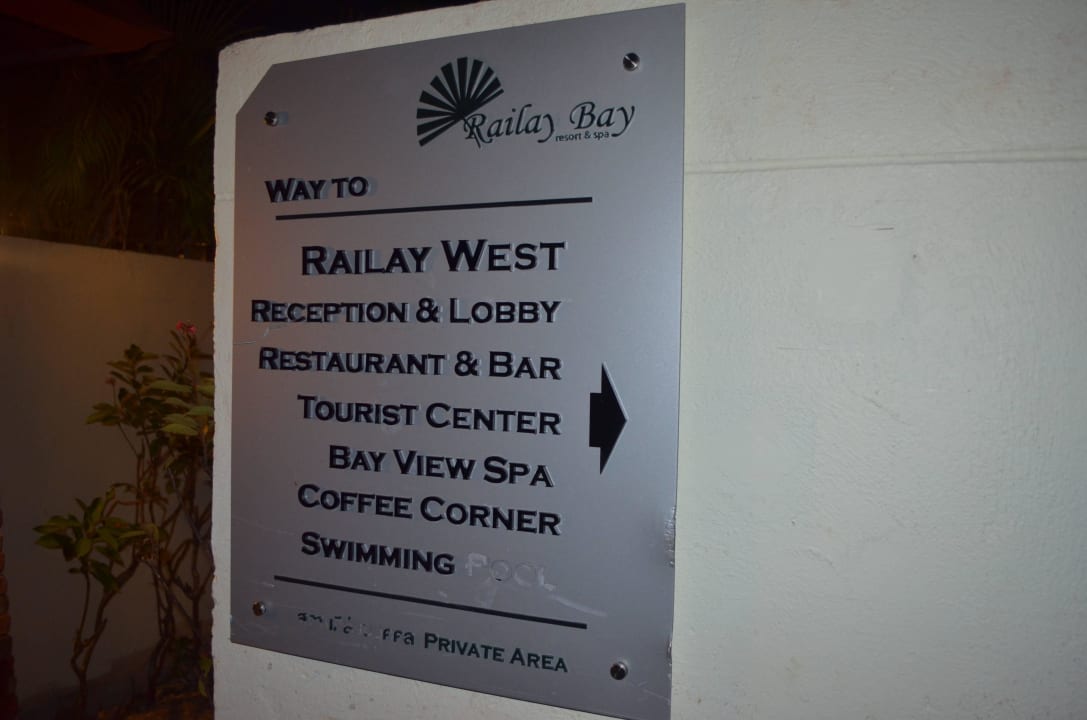 Railay Bay
resort & spa
WAY TO
RAILAY WEST
RECEPTION & LOBBY
RESTAURANT & BAR
TOURIST CENTER
BAY VIEW SPA
COFFEE CORNER
SWIMMING POOL
PRIVATE AREA